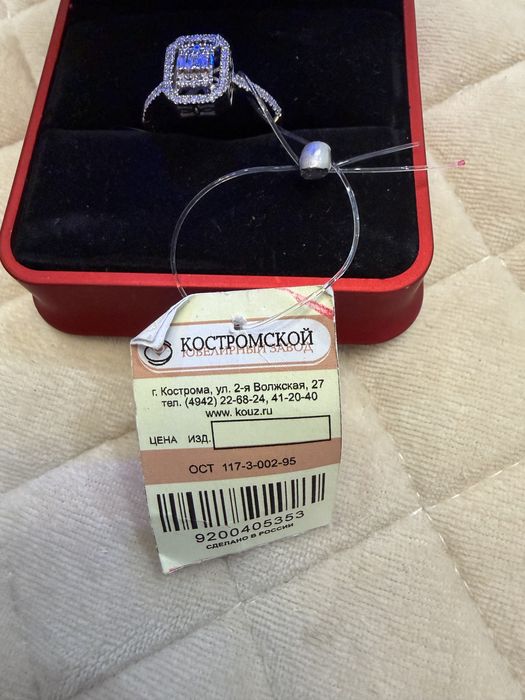 КОСТРОМСКОЙ
ЮВЕЛИРНЫЙ ЗАВОД
г. Кострома, ул. 2-я Волжская, 27
тел. (4942) 22-68-24, 41-20-40
www. kouz.ru
ЦЕНА ИЗД.
ОСТ 117-3-002-95
9200405353
СДЕЛАНО В РОССИИ